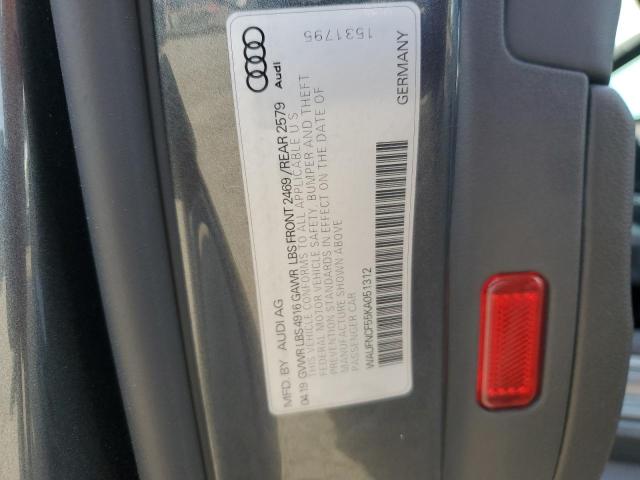 MFD. BY AUDI AG
Audi
04.19 GVWR LBS 4916 GAWR LBS FRONT 2469 / REAR 2579
THIS VEHICLE CONFORMS TO ALL APPLICABLE U S
FEDERAL MOTOR VEHICLE SAFETY, BUMPER AND THEFT
PREVENTION STANDARDS IN EFFECT ON THE DATE OF
MANUFACTURE SHOWN ABOVE
PASSENGER CAR
WAUFNCF55KA051312
GERMANY
1531795